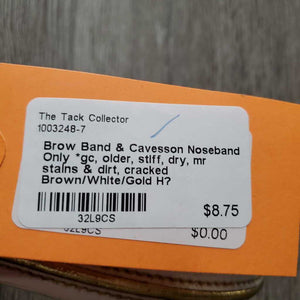 The Tack Collector
1003248-7
Brow Band & Cavesson Noseband
Only *gc, older, stiff, dry, mr
stains & dirt, cracked
Brown/White/Gold H?
$8.75
32L9CS
32L9CS
$0.00